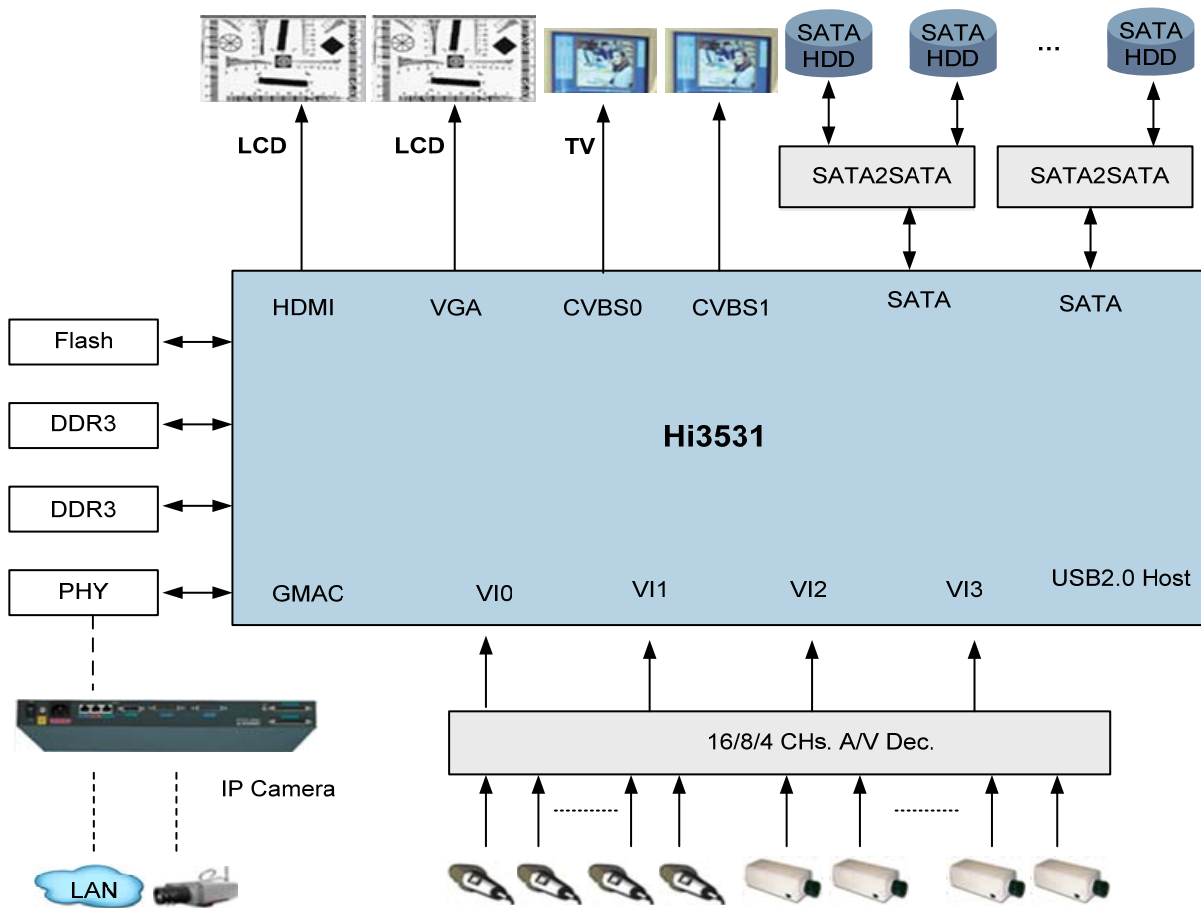 SATA
HDD
SATA
HDD
...
SATA
HDD
LCD
LCD
TV
SATA2SATA
SATA2SATA
HDMI
VGA
CVBS0
CVBS1
SATA
SATA
Flash
DDR3
Hi3531
DDR3
PHY
GMAC
VI0
VI1
VI2
VI3
USB2.0 Host
16/8/4 CHs. A/V Dec.
IP Camera
LAN